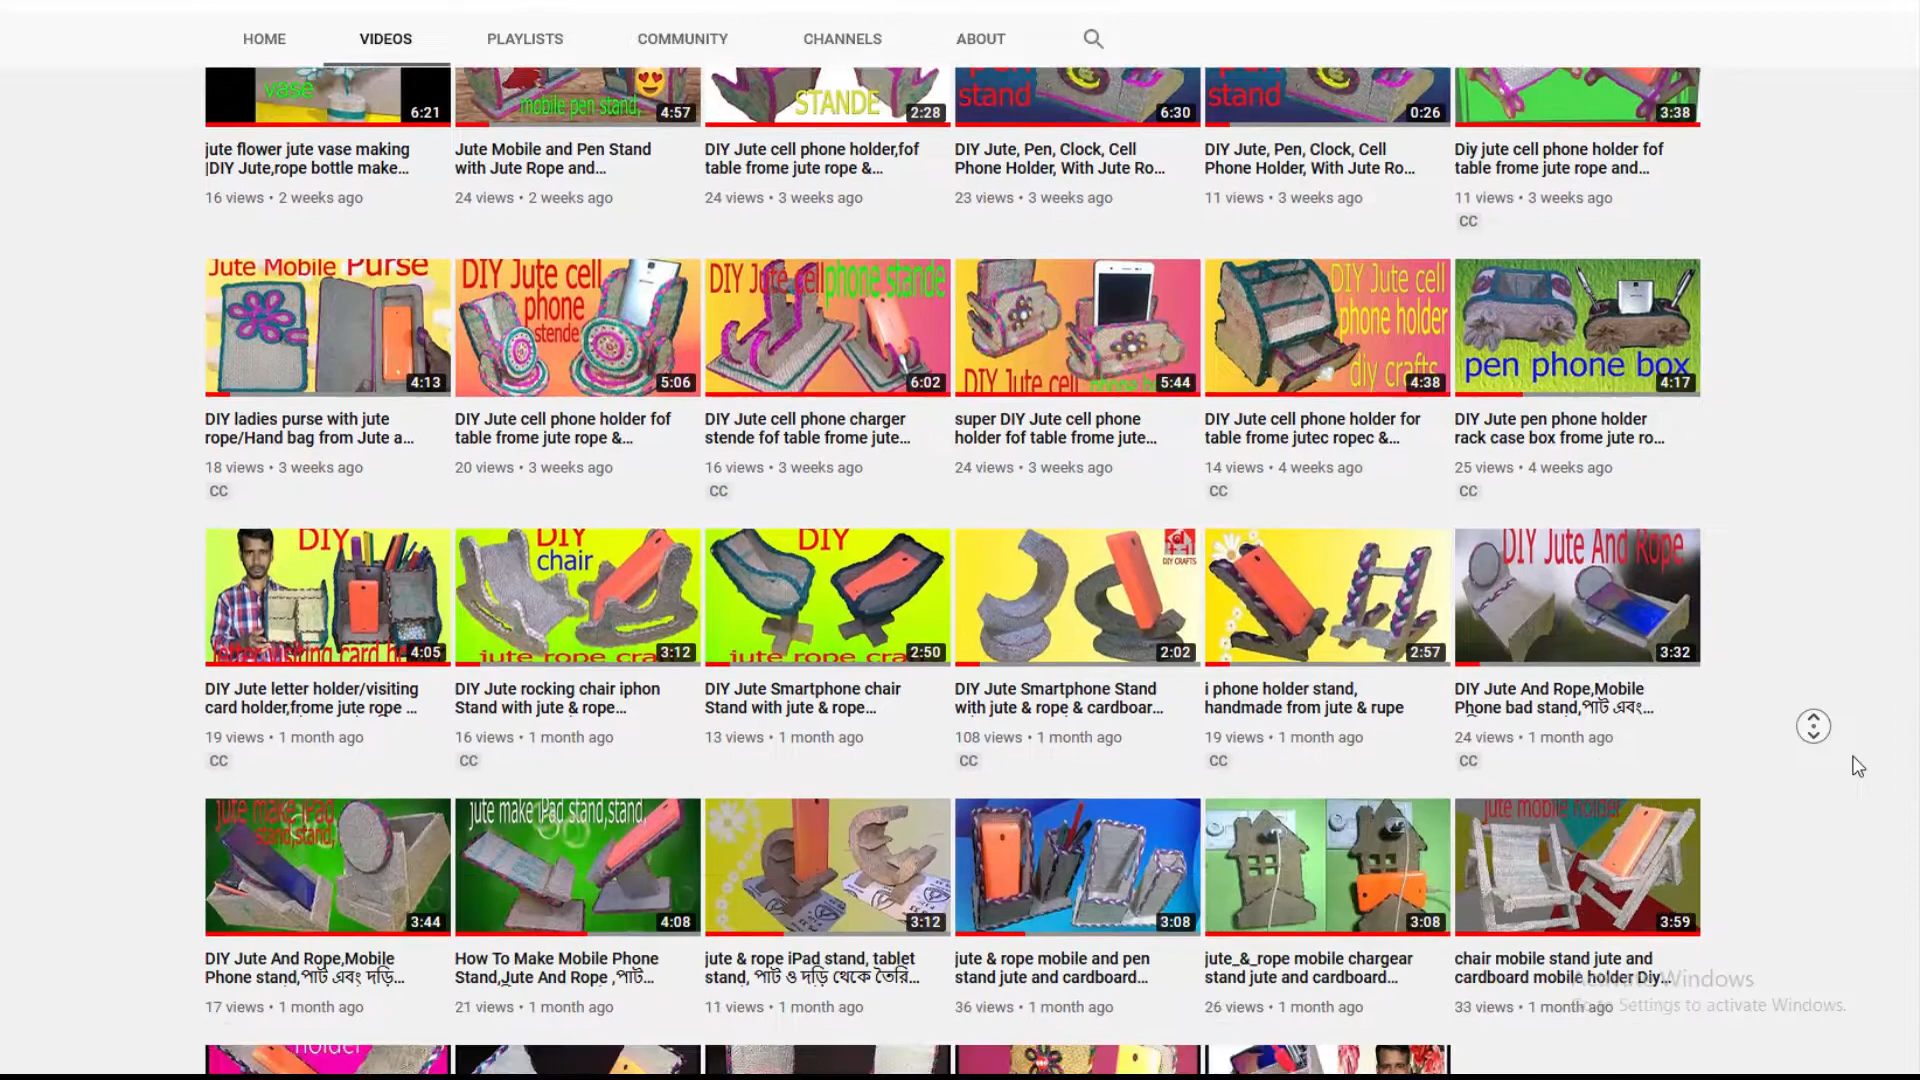 HOME VIDEOS PLAYLISTS COMMUNITY CHANNELS ABOUT
vase 6:21
mobile pen stand, 4:57
STANDE 2:28
pen stand 6:30
pen stand 0:26
3:38
jute flower jute vase making
|DIY Jute,rope bottle make...
16 views • 2 weeks ago
Jute Mobile and Pen Stand
with Jute Rope and...
24 views • 2 weeks ago
DIY Jute cell phone holder,fof
table frome jute rope &...
24 views • 3 weeks ago
DIY Jute, Pen, Clock, Cell
Phone Holder, With Jute Ro...
23 views • 3 weeks ago
DIY Jute, Pen, Clock, Cell
Phone Holder, With Jute Ro...
11 views • 3 weeks ago
Diy jute cell phone holder fof
table frome jute rope and...
11 views • 3 weeks ago
CC
Jute Mobile Purse
4:13
DIY Jute cell
phone
stende
5:06
DIY Jute cell phone stande
6:02
DIY Jute cell
5:44
DIY Jute cell
phone holder
diy crafts
4:38
pen phone box
4:17
DIY ladies purse with jute
rope/Hand bag from Jute a...
18 views • 3 weeks ago
CC
DIY Jute cell phone holder fof
table frome jute rope &...
20 views • 3 weeks ago
DIY Jute cell phone charger
stende fof table frome jute...
16 views • 3 weeks ago
CC
super DIY Jute cell phone
holder fof table frome jute...
24 views • 3 weeks ago
DIY Jute cell phone holder for
table frome jutec ropec &...
14 views • 4 weeks ago
CC
DIY Jute pen phone holder
rack case box frome jute ro...
25 views • 4 weeks ago
CC
DIY
letter visiting card
4:05
DIY
chair
jute rope
3:12
DIY
jute rope
2:50
DIY CRAFTS
2:02
2:57
DIY Jute And Rope
3:32
DIY Jute letter holder/visiting
card holder,frome jute rope ...
19 views • 1 month ago
CC
DIY Jute rocking chair iphon
Stand with jute & rope...
16 views • 1 month ago
CC
DIY Jute Smartphone chair
Stand with jute & rope...
13 views • 1 month ago
DIY Jute Smartphone Stand
with jute & rope & cardboar...
108 views • 1 month ago
CC
i phone holder stand,
handmade from jute & rupe
19 views • 1 month ago
CC
DIY Jute And Rope,Mobile
Phone bad stand,পাট এবং...
24 views • 1 month ago
CC
jute make iPad
stand,stand,
3:44
jute make iPad stand,stand,
4:08
3:12
3:08
3:08
jute mobile holder
3:59
DIY Jute And Rope,Mobile
Phone stand,পাট এবং দড়ি...
17 views • 1 month ago
How To Make Mobile Phone
Stand,Jute And Rope ,পাট...
21 views • 1 month ago
jute & rope iPad stand, tablet
stand, পাট ও দড়ি থেকে তৈরি...
11 views • 1 month ago
jute & rope mobile and pen
stand jute and cardboard...
36 views • 1 month ago
jute_&_rope mobile chargear
stand jute and cardboard...
26 views • 1 month ago
chair mobile stand jute and
cardboard mobile holder Diy...
33 views • 1 month ago
Activate Windows
Go to Settings to activate Windows.
holder